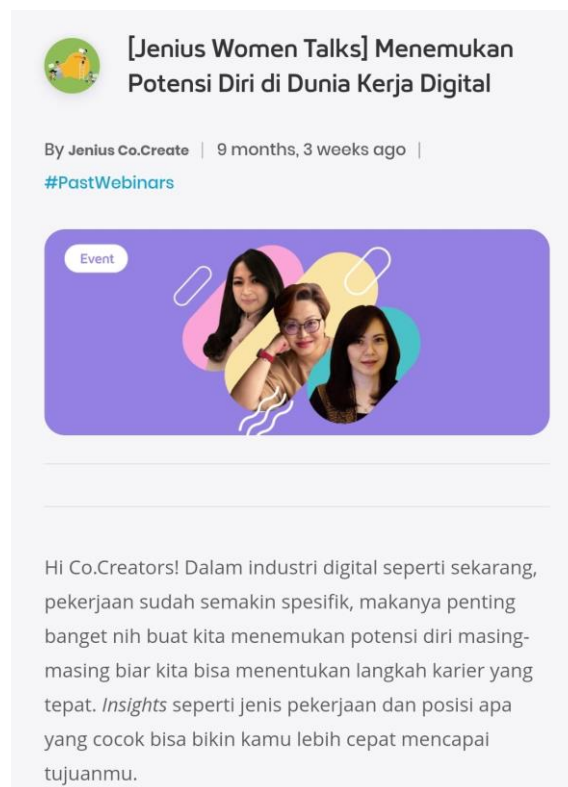 [Jenius Women Talks] Menemukan
Potensi Diri di Dunia Kerja Digital
By Jenius Co.Create | 9 months, 3 weeks ago |
#PastWebinars
Event
Hi Co.Creators! Dalam industri digital seperti sekarang,
pekerjaan sudah semakin spesifik, makanya penting
banget nih buat kita menemukan potensi diri masing-
masing biar kita bisa menentukan langkah karier yang
tepat. Insights seperti jenis pekerjaan dan posisi apa
yang cocok bisa bikin kamu lebih cepat mencapai
tujuanmu.